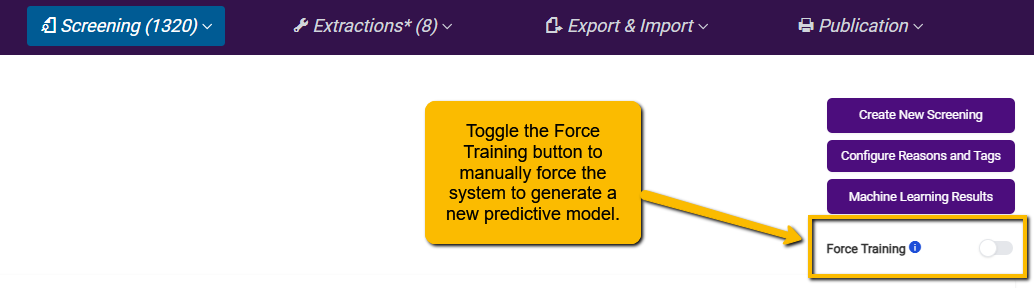 Screening (1320)
Extractions* (8)
Export & Import
Publication
Create New Screening
Configure Reasons and Tags
Machine Learning Results
Toggle the Force
Training button to
manually force the
system to generate a
new predictive model.
Force Training